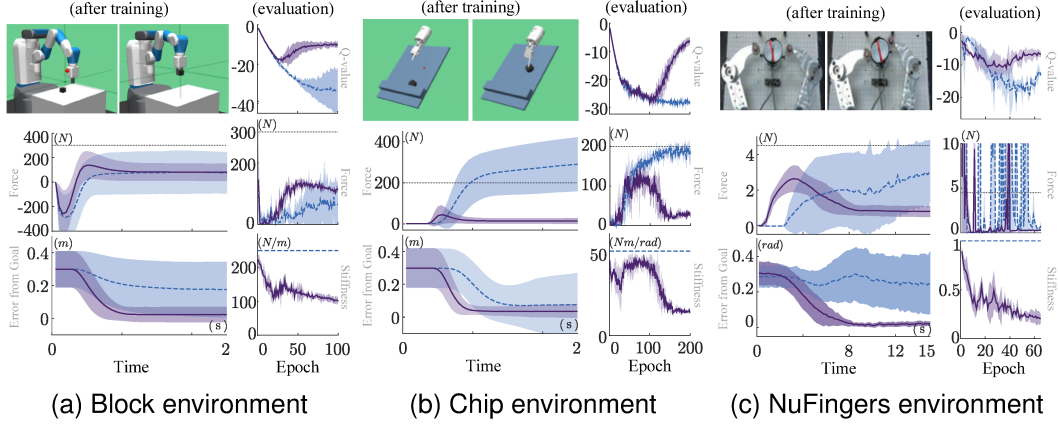 (after training) (evaluation) (after training) (evaluation) (after training) (evaluation)
0
-20
-40
Q-value
0
-10
-20
-30
Q-value
0
-10
-20
Q-value
400
200
0
-200
-400
Force
(N)
300
200
100
0
(N)
Force
400
200
0
Force
(N)
200
100
0
(N)
Force
4
2
0
Force
(N)
10
5
0
(N)
Force
0.4
0.2
0
Error from Goal
(m)
(s)
200
100
(N/m)
Stiffness
0.4
0.2
0
Error from Goal
(m)
(s)
50
0
(Nm/rad)
Stiffness
0.4
0.2
0
Error from Goal
(rad)
(s)
1
0.5
0
Stiffness
0 2
Time
0 50 100
Epoch
0 2
Time
0 100 200
Epoch
0 8 12 15
Time
0 20 40 60
Epoch
(a) Block environment
(b) Chip environment
(c) NuFingers environment